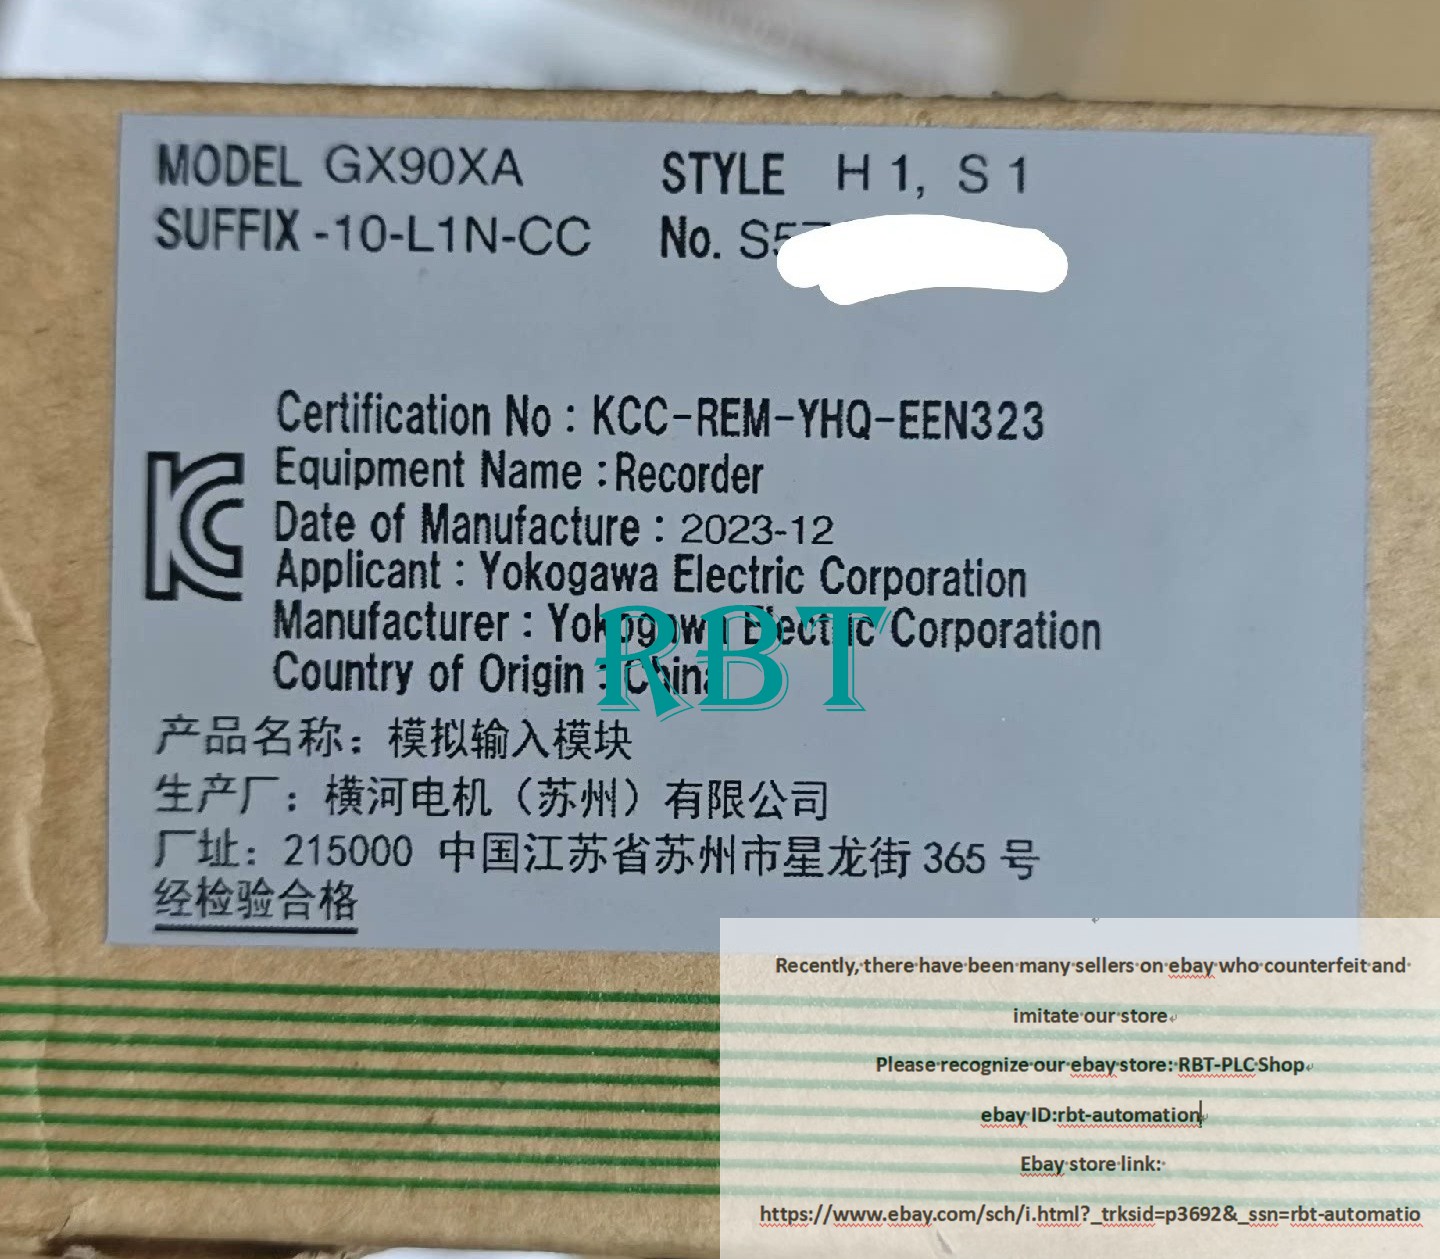 MODEL GX90XA STYLE H 1, S 1
SUFFIX -10-L1N-CC No. S5
Certification No : KCC-REM-YHQ-EEN323
Equipment Name : Recorder
Date of Manufacture : 2023-12
Applicant : Yokogawa Electric Corporation
Manufacturer : Yokogawa Electric Corporation
Country of Origin : China
RBT
产品名称：模拟输入模块
生产厂：横河电机（苏州）有限公司
厂址：215000 中国江苏省苏州市星龙街 365 号
经检验合格
Recently, there have been many sellers on ebay who counterfeit and
imitate our store
Please recognize our ebay store: RBT-PLC Shop
ebay ID:rbt-automation
Ebay store link:
https://www.ebay.com/sch/i.html?_trksid=p3692&_ssn=rbt-automatio